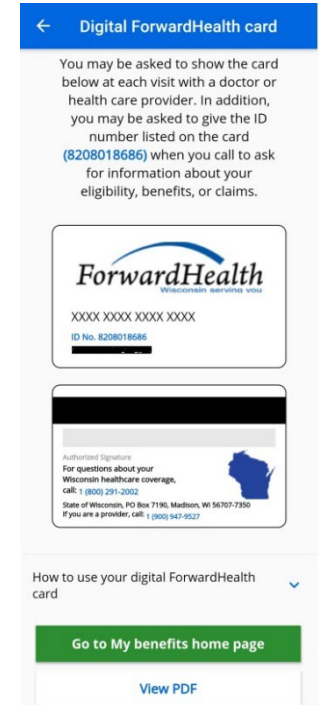 Digital ForwardHealth card
You may be asked to show the card
below at each visit with a doctor or
health care provider. In addition,
you may be asked to give the ID
number listed on the card
(8208018686) when you call to ask
for information about your
eligibility, benefits, or claims.
ForwardHealth
Wisconsin serving you
XXXX XXXX XXXX XXXX
ID No. 8208018686
Authorized Signature
For questions about your
Wisconsin healthcare coverage,
call: 1 (800) 291-2002
State of Wisconsin, PO Box 7190, Madison, WI 56707-7350
If you are a provider, call: 1 (900) 947-9527
How to use your digital ForwardHealth
card
Go to My benefits home page
View PDF